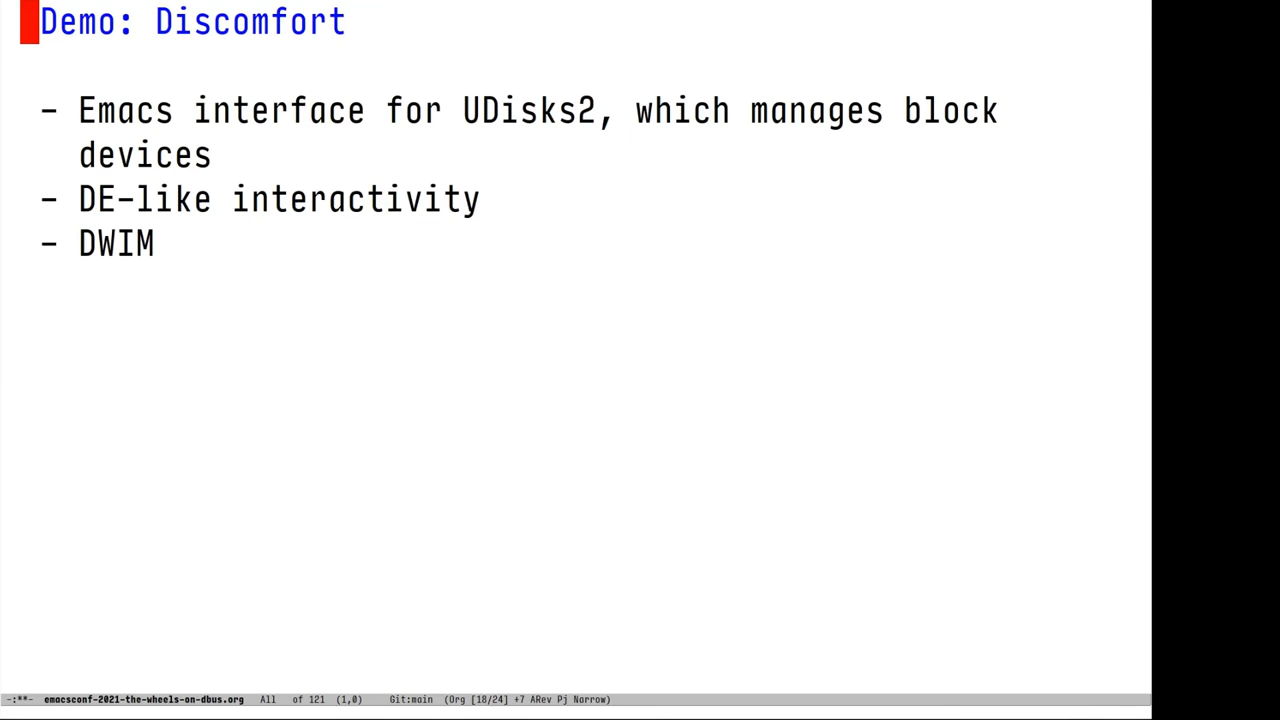 Demo: Discomfort
- Emacs interface for UDisks2, which manages block
devices
- DE-like interactivity
- DWIM
-:**- emacsconf-2021-the-wheels-on-dbus.org All of 121 (1,0) Git:main (Org [18/24] +7 ARev Pj Narrow)